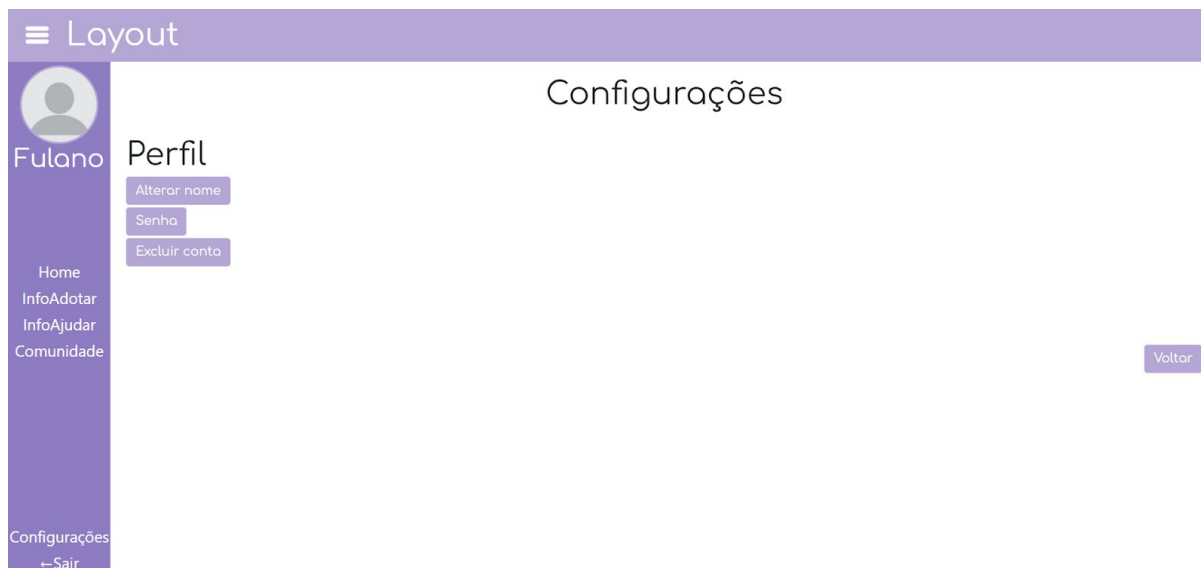 Layout
Fulano
Home
InfoAdotar
InfoAjudar
Comunidade
Configurações
←Sair
Configurações
Perfil
Alterar nome
Senha
Excluir conta
Voltar